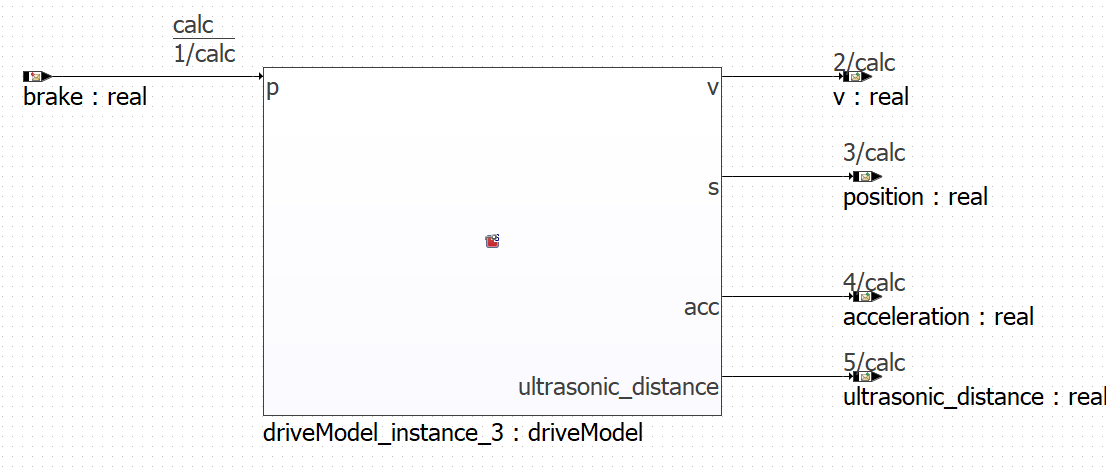 calc
1/calc
brake : real
p
v
2/calc
v : real
s
3/calc
position : real
acc
4/calc
acceleration : real
ultrasonic_distance
5/calc
ultrasonic_distance : real
driveModel_instance_3 : driveModel